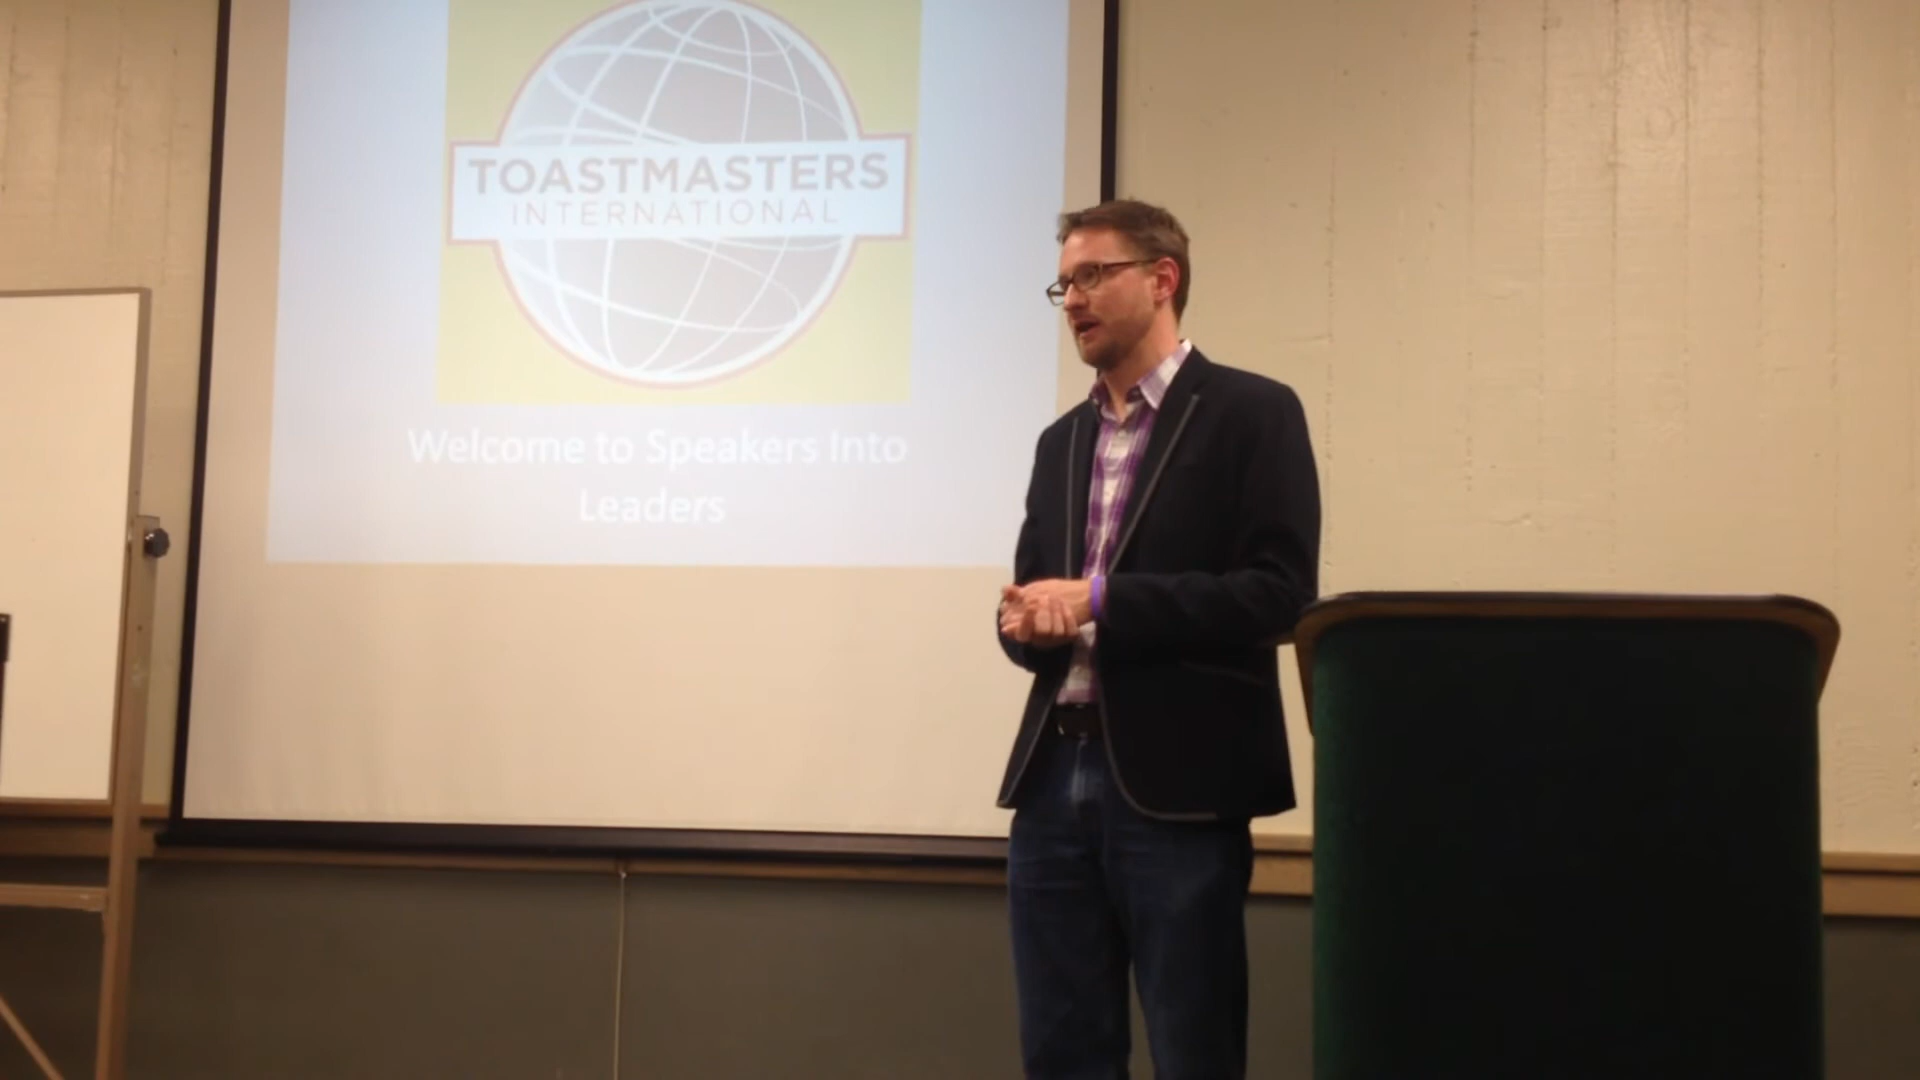 TOASTMASTERS
INTERNATIONAL
Welcome to Speakers Into
Leaders